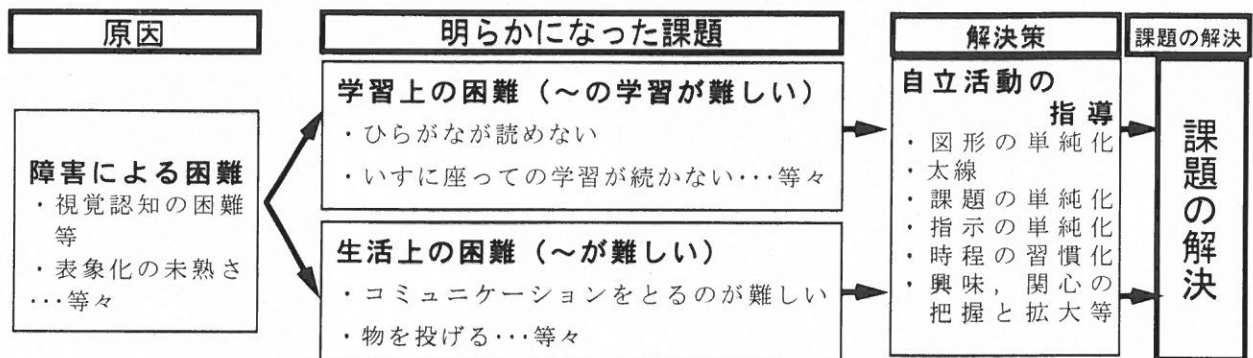 原因
障害による困難
・視覚認知の困難
等
・表象化の未熟さ
･･･等々
明らかになった課題
学習上の困難（～の学習が難しい）
・ひらがなが読めない
・いすに座っての学習が続かない･･･等々
生活上の困難（～が難しい）
・コミュニケーションをとるのが難しい
・物を投げる･･･等々
解決策
自立活動の
指導
・図形の単純化
・太線
・課題の単純化
・指示の単純化
・時程の習慣化
・興味，関心の
把握と拡大等
課題の解決
課題の解決